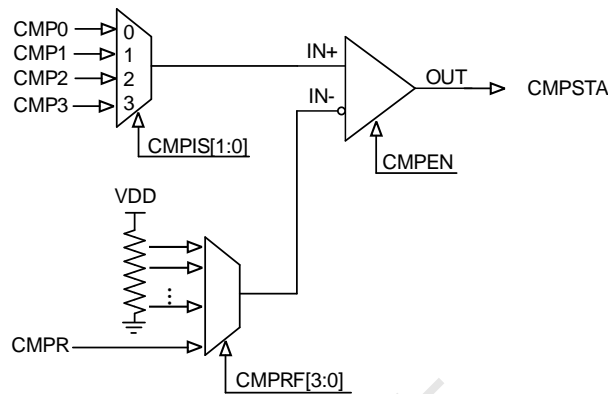 CMP0
CMP1
CMP2
CMP3
0
1
2
3
CMPIS[1:0]
IN+
IN-
OUT
CMPSTA
CMPEN
VDD
CMPR
CMPRF[3:0]